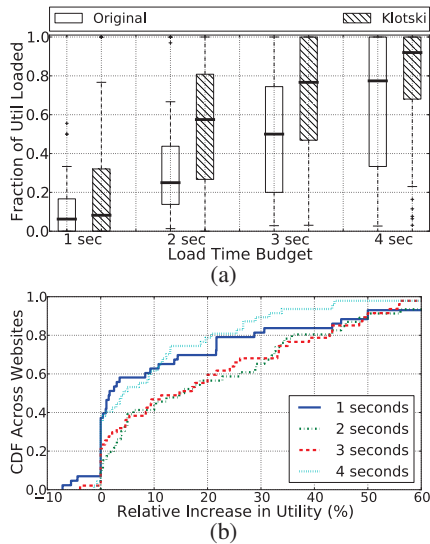 Original Klotski
Fraction of Util Loaded
1.0
0.8
0.6
0.4
0.2
0.0
1 sec 2 sec 3 sec 4 sec
Load Time Budget
(a)
CDF Across Websites
1.0
0.8
0.6
0.4
0.2
0.0
1 seconds
2 seconds
3 seconds
4 seconds
−10 0 10 20 30 40 50 60
Relative Increase in Utility (%)
(b)